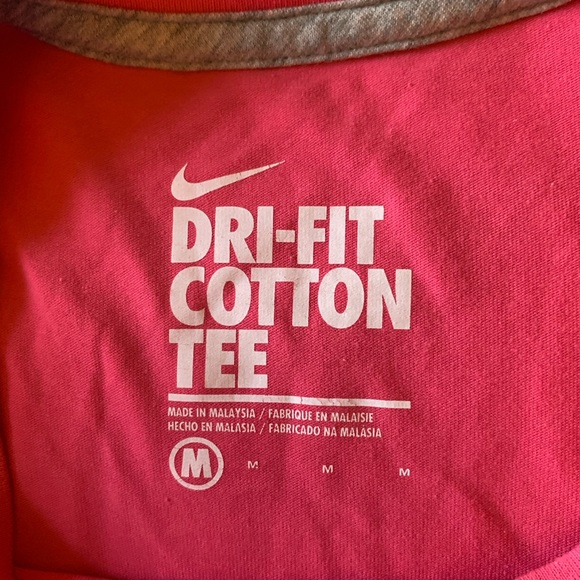 DRI-FIT
COTTON
TEE
MADE IN MALAYSIA / FABRIQUE EN MALAISIE
HECHO EN MALASIA / FABRICADO NA MALASIA
M M M M